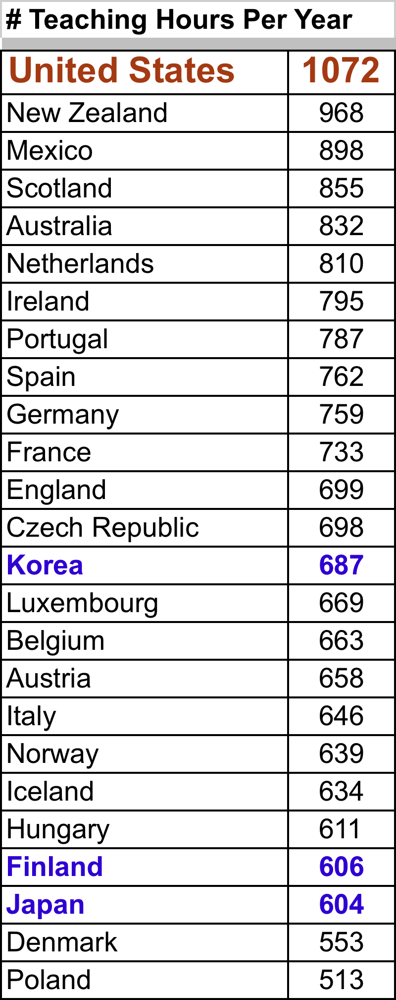 # Teaching Hours Per Year
United States 1072
New Zealand 968
Mexico 898
Scotland 855
Australia 832
Netherlands 810
Ireland 795
Portugal 787
Spain 762
Germany 759
France 733
England 699
Czech Republic 698
Korea 687
Luxembourg 669
Belgium 663
Austria 658
Italy 646
Norway 639
Iceland 634
Hungary 611
Finland 606
Japan 604
Denmark 553
Poland 513